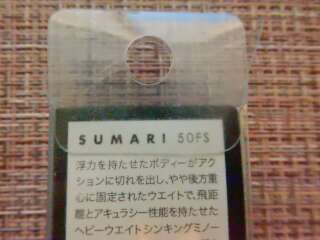 SUMARI 50FS
浮力を持たせたボディーがアク
ションに切れを出し、やや後方重
心に固定されたウエイトで、飛距
離とアキュラシー性能を持たせた
ヘビーウエイトシンキングミノー